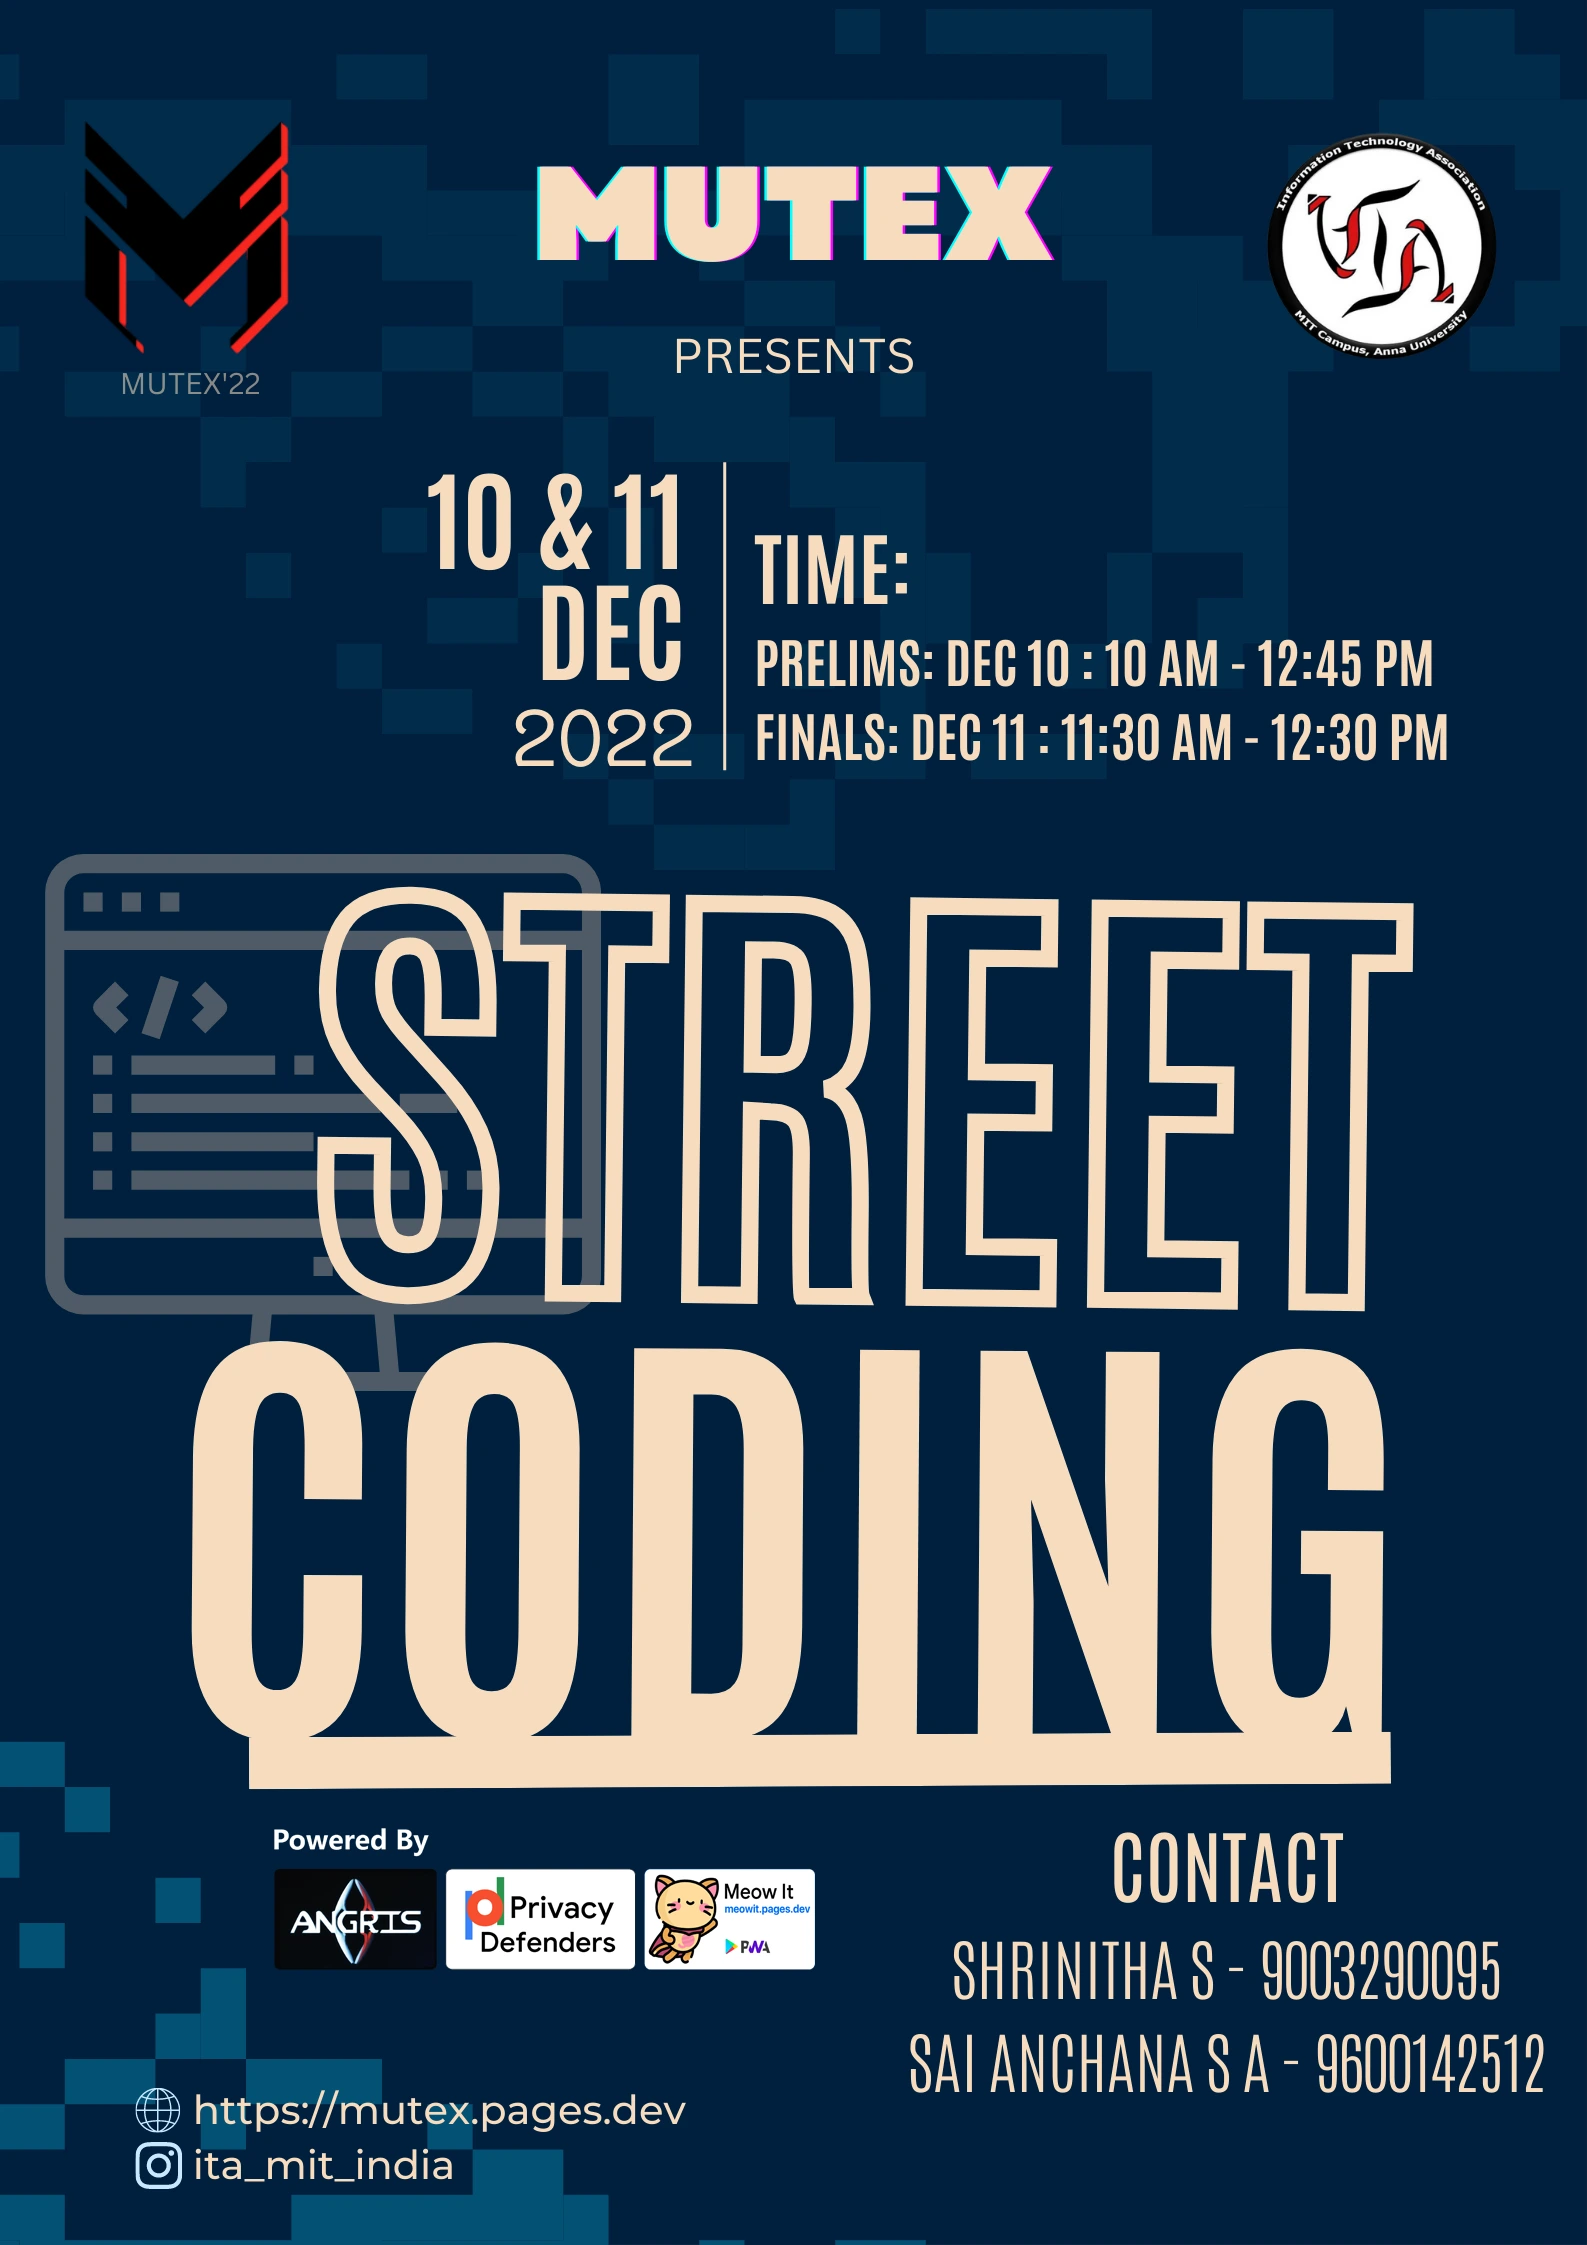 MUTEX
PRESENTS
MUTEX'22
Information Technology Association
ITA
MIT Campus, Anna University
10 & 11
DEC
2022
TIME:
PRELIMS: DEC 10 : 10 AM - 12:45 PM
FINALS: DEC 11 : 11:30 AM - 12:30 PM
</>
STREET
CODING
Powered By
ANGRIS
Privacy
Defenders
Meow It
meowit.pages.dev
PWA
CONTACT
SHRINITHA S - 9003290095
SAI ANCHANA S A - 9600142512
https://mutex.pages.dev
ita_mit_india